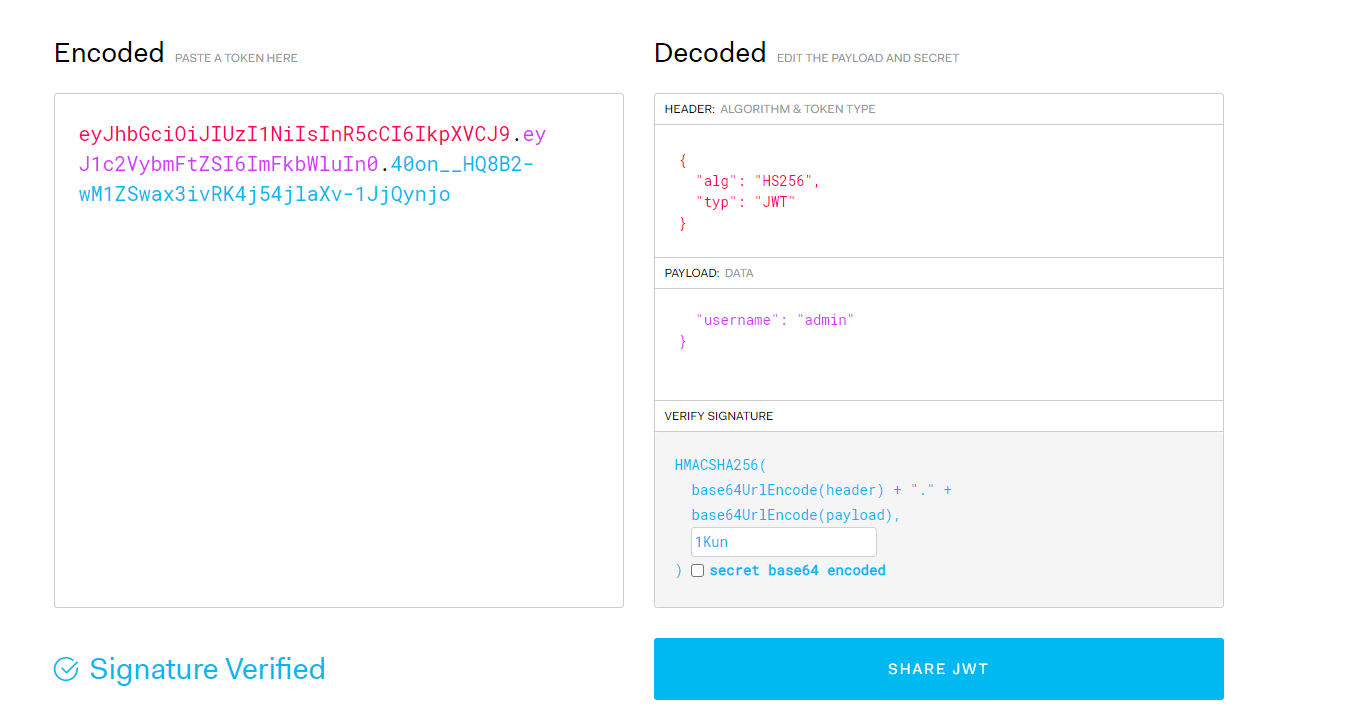 Encoded PASTE A TOKEN HERE
eyJhbGciOiJIUzI1NiIsInR5cCI6IkpXVCJ9.ey
J1c2VybmFtZSI6ImFkbWluIn0.40on__HQ8B2-
wM1ZSwax3ivRK4j54jlaXv-1JjQynjo
Signature Verified
Decoded EDIT THE PAYLOAD AND SECRET
HEADER: ALGORITHM & TOKEN TYPE
{
"alg": "HS256",
"typ": "JWT"
}
PAYLOAD: DATA
"username": "admin"
}
VERIFY SIGNATURE
HMACSHA256(
base64UrlEncode(header) + "." +
base64UrlEncode(payload),
1Kun
) secret base64 encoded
SHARE JWT